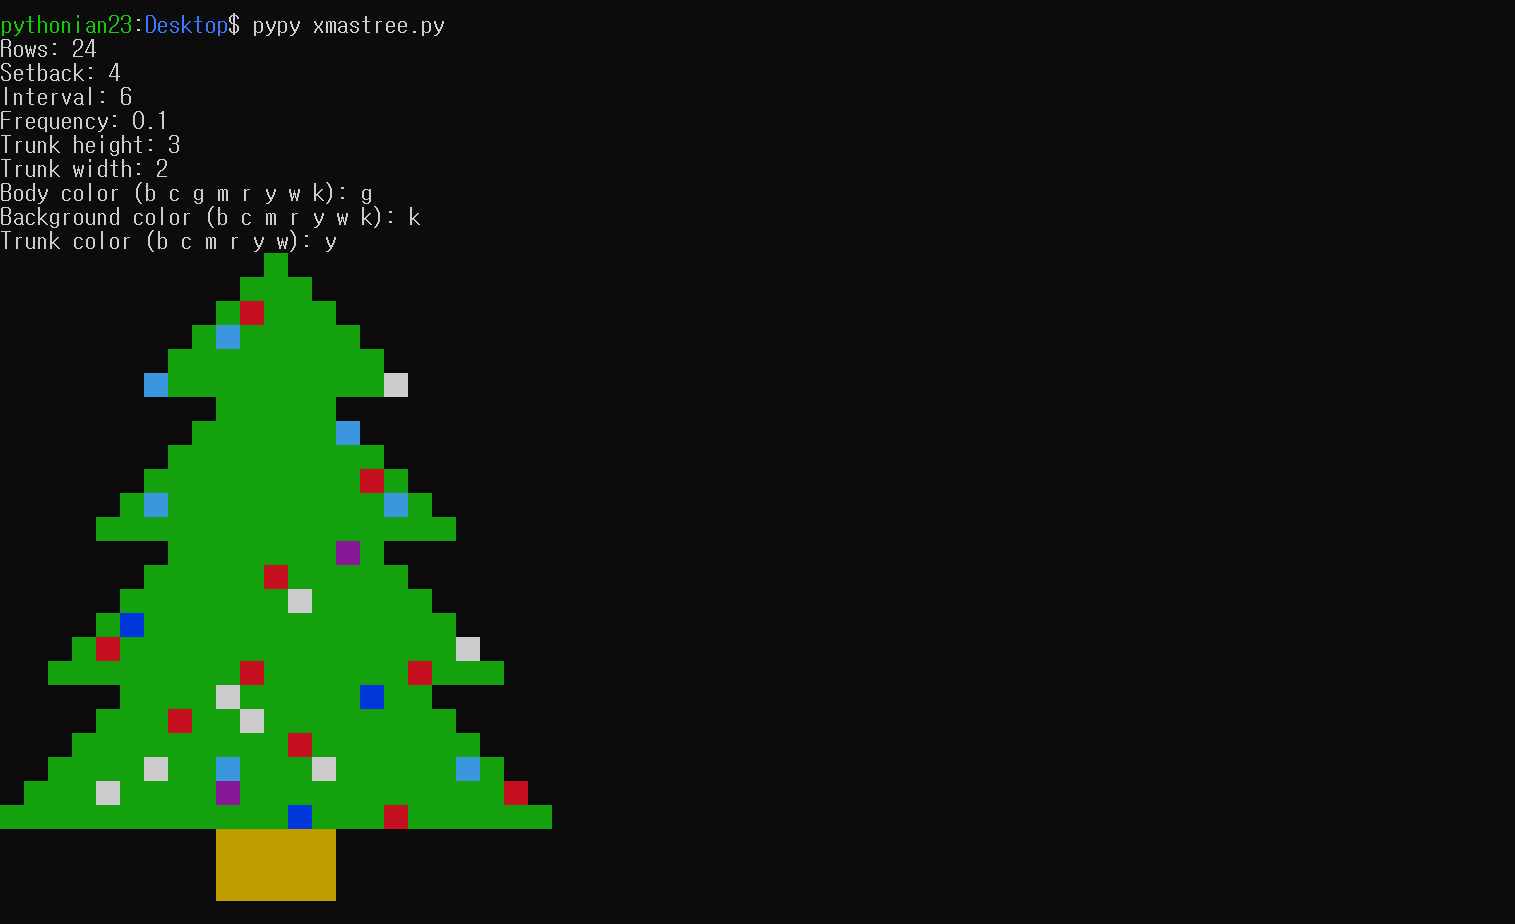 pythonian23:Desktop$ pypy xmastree.py
Rows: 24
Setback: 4
Interval: 6
Frequency: 0.1
Trunk height: 3
Trunk width: 2
Body color (b c g m r y w k): g
Background color (b c m r y w k): k
Trunk color (b c m r y w): y